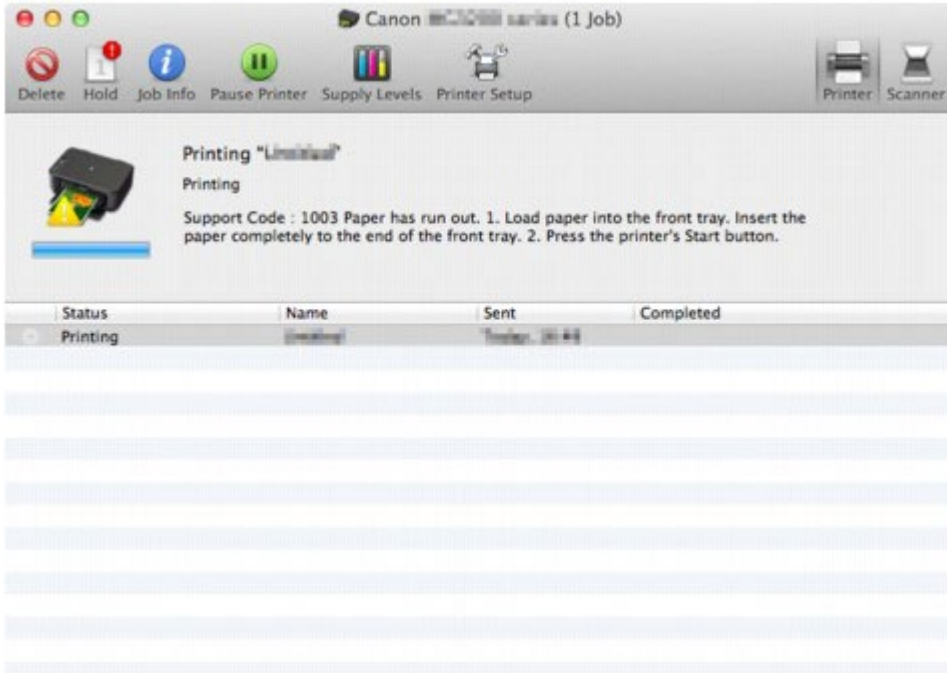 Canon series (1 Job)
1
Delete Hold Job Info Pause Printer Supply Levels Printer Setup Printer Scanner
Printing "
Printing
Support Code : 1003 Paper has run out. 1. Load paper into the front tray. Insert the
paper completely to the end of the front tray. 2. Press the printer's Start button.
Status Name Sent Completed
Printing